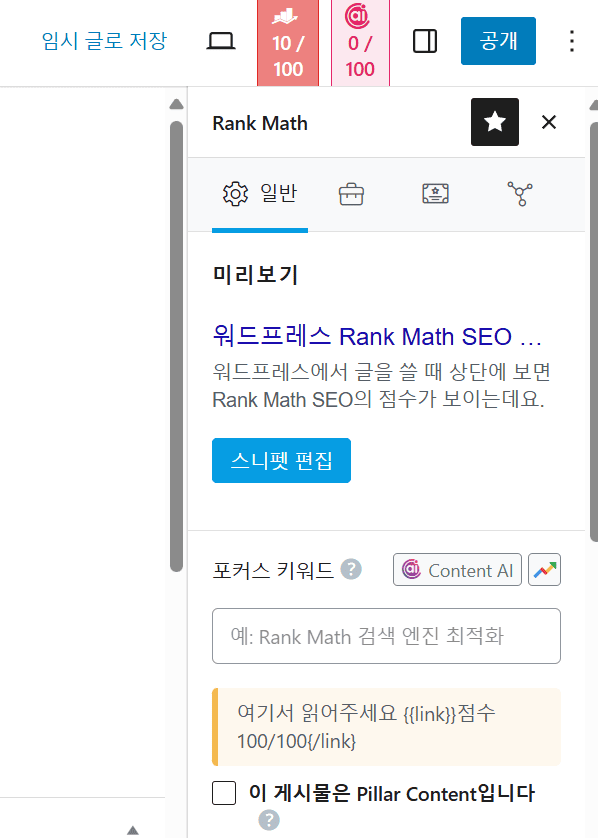 임시 글로 저장
10 /
100
ai
0 /
100
공개
Rank Math
일반
미리보기
워드프레스 Rank Math SEO ...
워드프레스에서 글을 쓸 때 상단에 보면
Rank Math SEO의 점수가 보이는데요.
스니펫 편집
포커스 키워드 ?
ai Content AI
예: Rank Math 검색 엔진 최적화
여기서 읽어주세요 {{link}}점수
100/100{/link}
이 게시물은 Pillar Content입니다
?